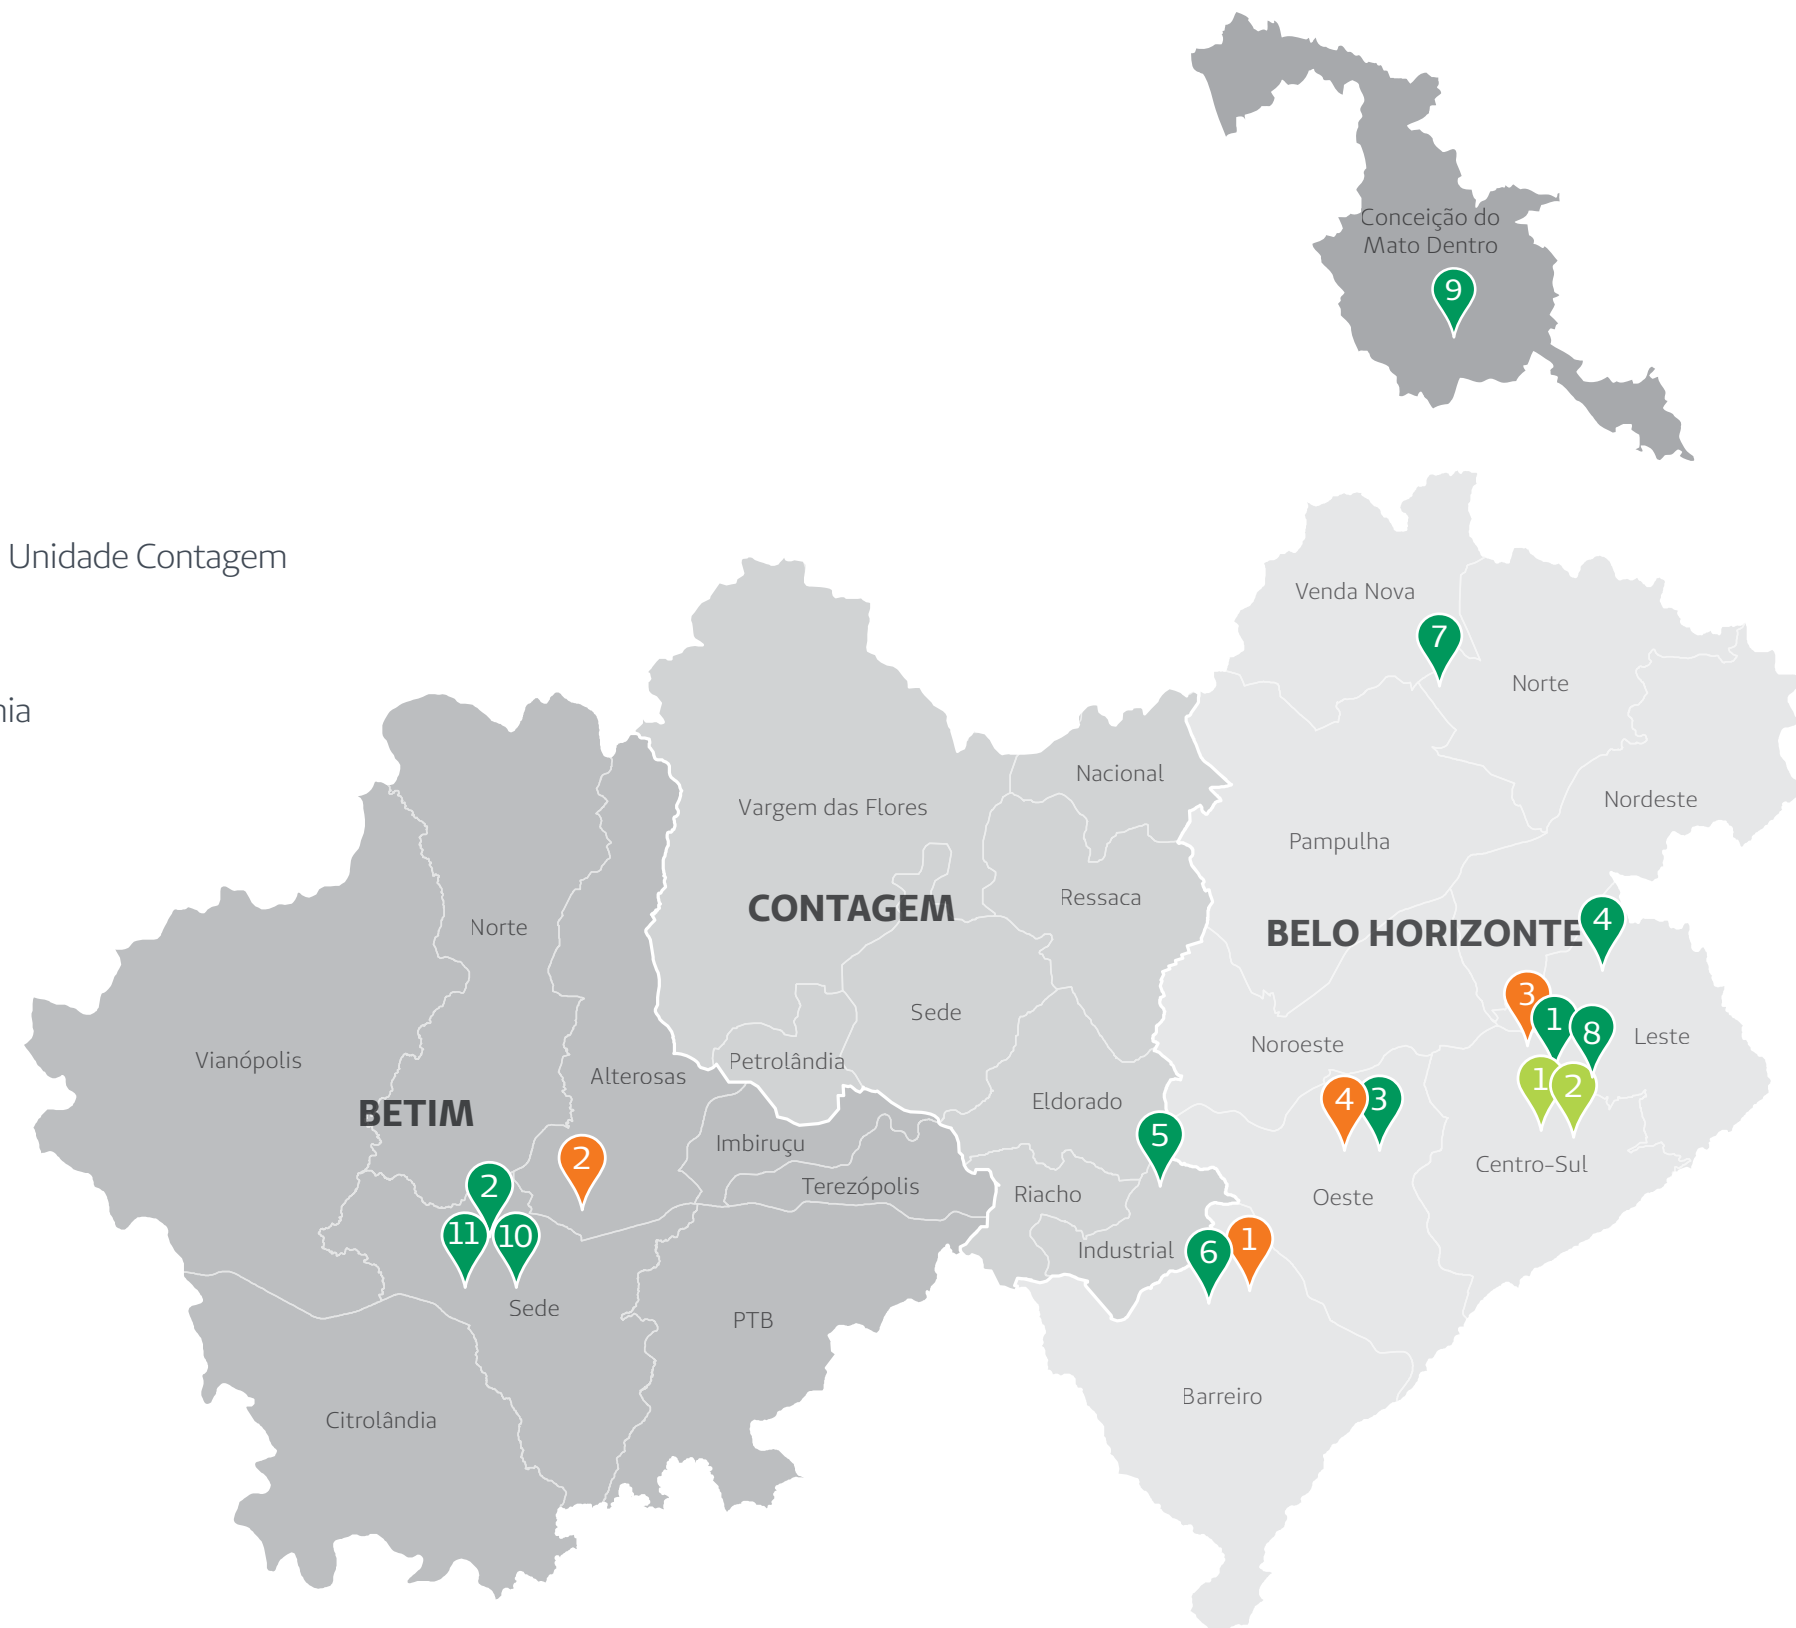 Conceição do
Mato Dentro
9
Unidade Contagem
Venda Nova
7
Norte
nia
Nacional
Vargem das Flores
Nordeste
Pampulha
Ressaca
CONTAGEM
BELO HORIZONTE
4
Norte
3
1
8
Sede
Leste
Noroeste
Vianópolis
Petrolândia
Alterosas
1
2
Eldorado
4
3
BETIM
5
Imbiruçu
2
Centro-Sul
Terezópolis
Riacho
Oeste
2
11
10
Industrial
6
1
Sede
PTB
Barreiro
Citrolândia